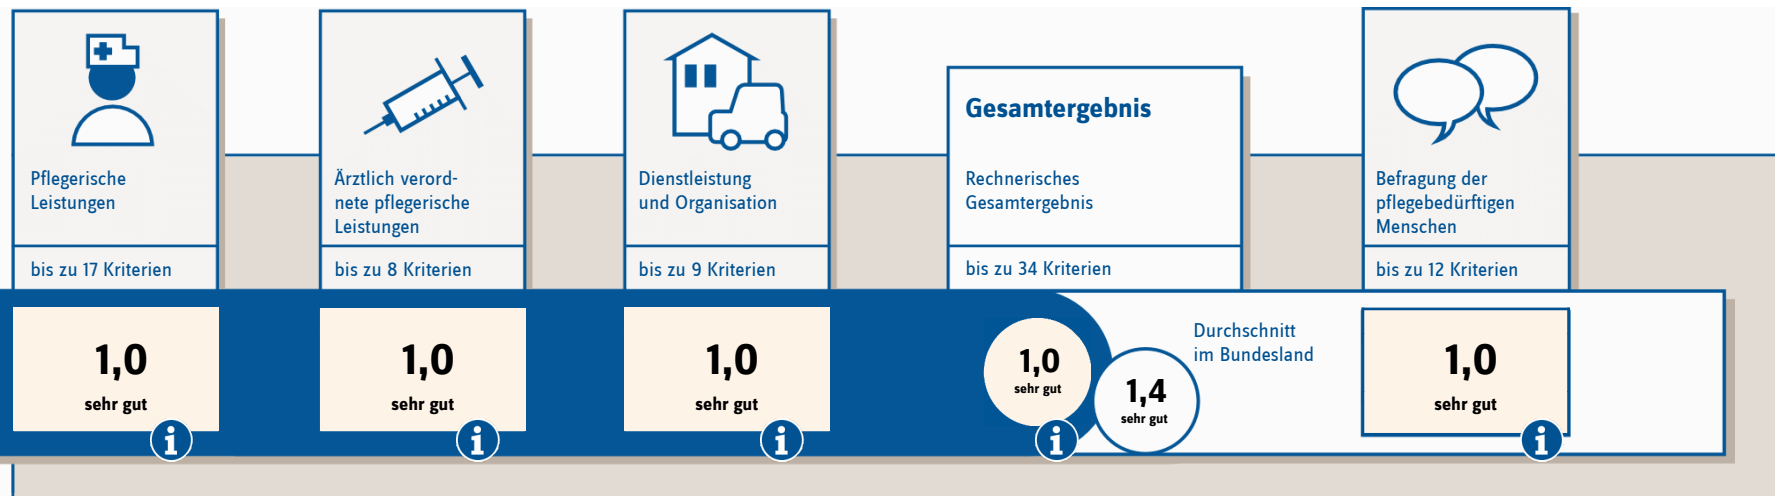 Pflegerische
Leistungen
bis zu 17 Kriterien
1,0
sehr gut
i
Ärztlich verord-
nete pflegerische
Leistungen
bis zu 8 Kriterien
1,0
sehr gut
i
Dienstleistung
und Organisation
bis zu 9 Kriterien
1,0
sehr gut
i
Gesamtergebnis
Rechnerisches
Gesamtergebnis
bis zu 34 Kriterien
1,0
sehr gut
i
1,4
sehr gut
Durchschnitt
im Bundesland
Befragung der
pflegebedürftigen
Menschen
bis zu 12 Kriterien
1,0
sehr gut
i